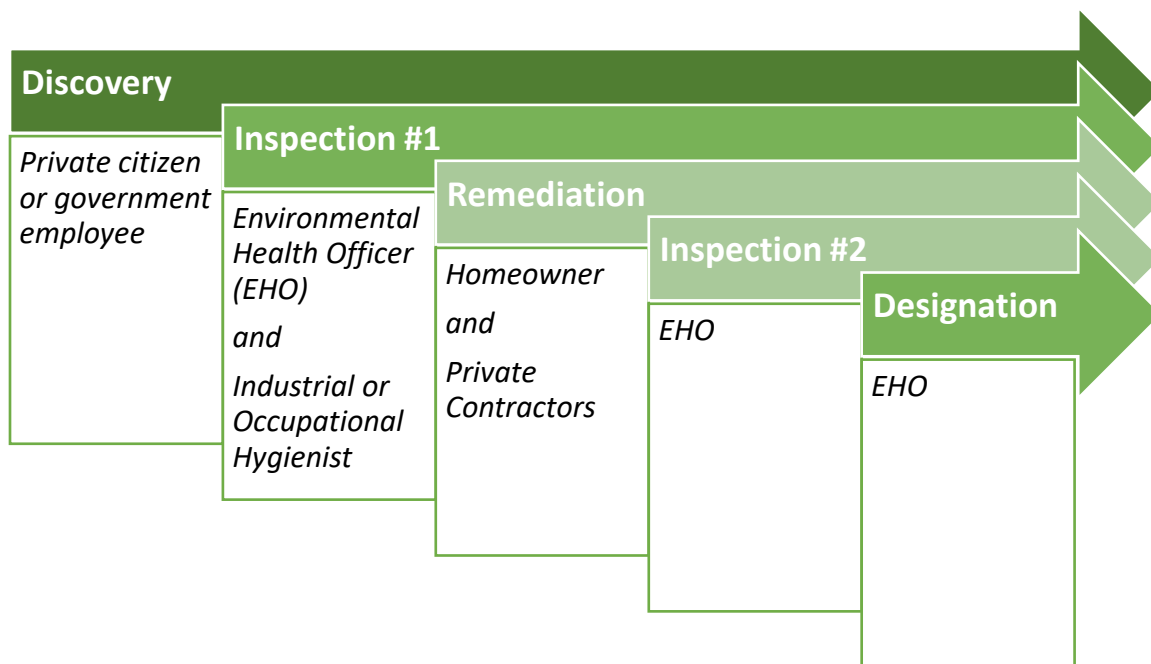 Discovery
Private citizen
or government
employee
Inspection #1
Environmental
Health Officer
(EHO)
and
Industrial or
Occupational
Hygienist
Remediation
Homeowner
and
Private
Contractors
Inspection #2
EHO
Designation
EHO